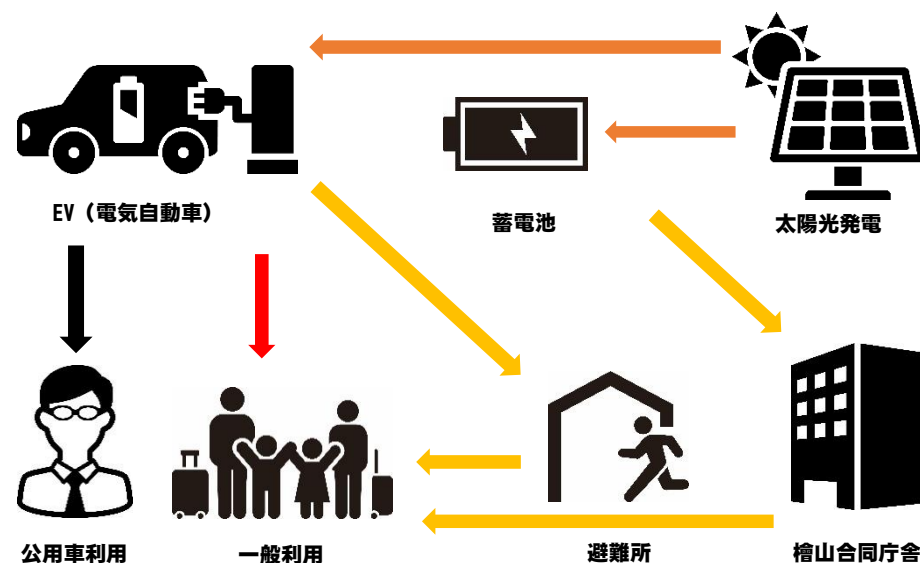 EV（電気自動車）
蓄電池
太陽光発電
公用車利用
一般利用
避難所
檜山合同庁舎